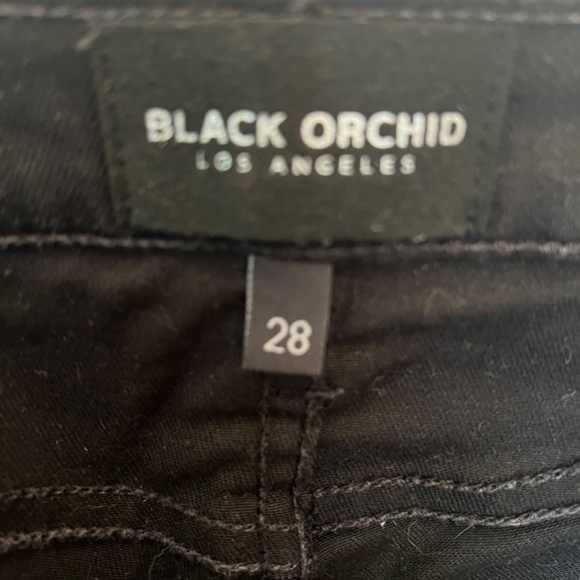 BLACK ORCHID
LOS ANGELES
28